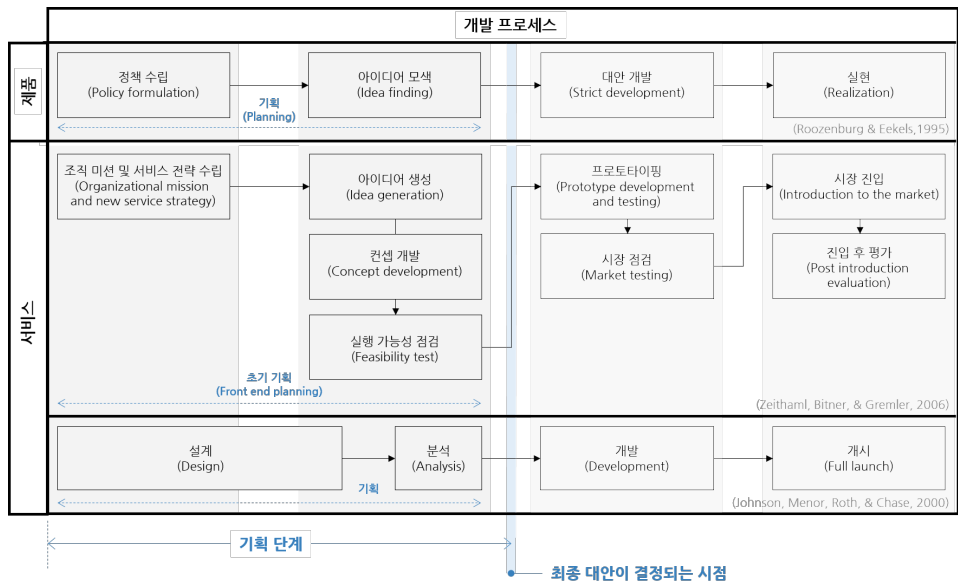 개발 프로세스
제품
정책 수립
(Policy formulation)
아이디어 모색
(Idea finding)
대안 개발
(Strict development)
실현
(Realization)
기획
(Planning)
(Roozenburg & Eekels,1995)
서비스
조직 미션 및 서비스 전략 수립
(Organizational mission
and new service strategy)
아이디어 생성
(Idea generation)
프로토타이핑
(Prototype development
and testing)
시장 진입
(Introduction to the market)
컨셉 개발
(Concept development)
시장 점검
(Market testing)
진입 후 평가
(Post introduction
evaluation)
실행 가능성 점검
(Feasibility test)
초기 기획
(Front end planning)
(Zeithaml, Bitner, & Gremler, 2006)
설계
(Design)
분석
(Analysis)
개발
(Development)
개시
(Full launch)
기획
(Johnson, Menor, Roth, & Chase, 2000)
기획 단계
최종 대안이 결정되는 시점